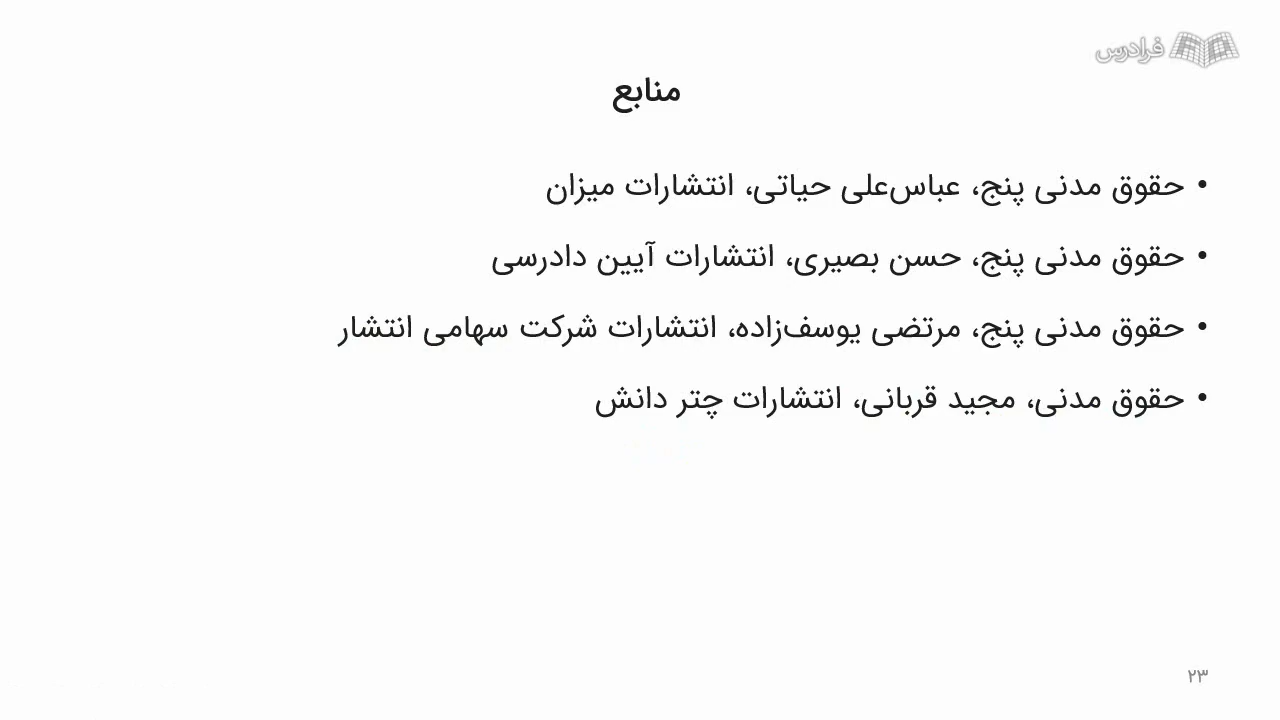 فرادرس
منابع
• حقوق مدنی پنج، عباس‌علی حیاتی، انتشارات میزان
• حقوق مدنی پنج، حسن بصیری، انتشارات آیین دادرسی
• حقوق مدنی پنج، مرتضی یوسف‌زاده، انتشارات شرکت سهامی انتشار
• حقوق مدنی، مجید قربانی، انتشارات چتر دانش
۲۳